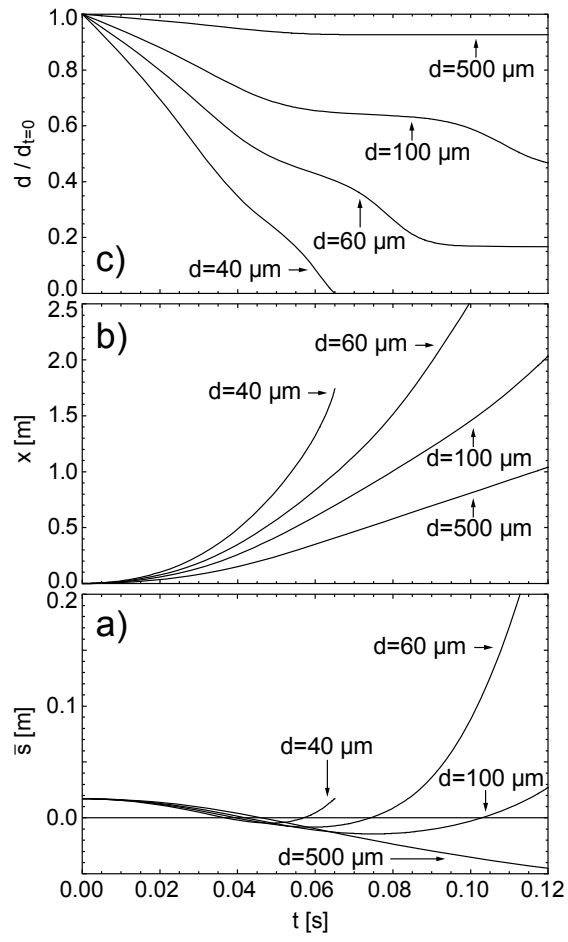 1.0
0.8
0.6
0.4
0.2
0.0
d / d_{t=0}
d=500 µm
d=100 µm
d=60 µm
d=40 µm
c)
2.5
2.0
1.5
1.0
0.5
0.0
x [m]
b)
d=60 µm
d=40 µm
d=100 µm
d=500 µm
0.2
0.1
0.0
s̄ [m]
a)
d=60 µm
d=40 µm
d=100 µm
d=500 µm
0.00 0.02 0.04 0.06 0.08 0.10 0.12
t [s]